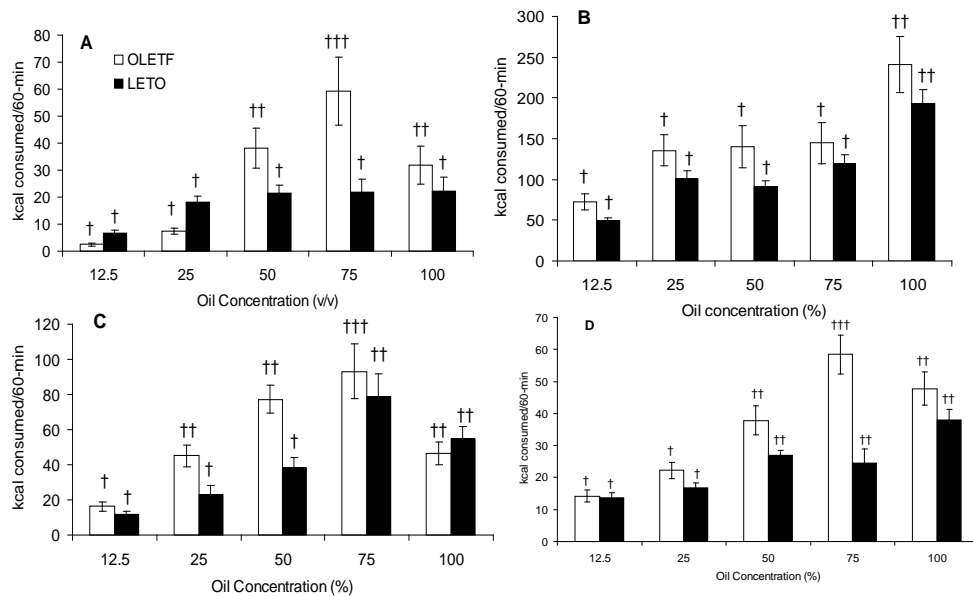 A
OLETF
LETO
kcal consumed/60-min
80
70
60
50
40
30
20
10
0
† † † † †† † ††† † †† †
12.5 25 50 75 100
Oil Concentration (v/v)
B
kcal consumed/60-min
300
250
200
150
100
50
0
† † † † † † † † †† ††
12.5 25 50 75 100
Oil concentration (%)
C
kcal consumed/60-min
120
100
80
60
40
20
0
† † †† † †† † ††† †† †† ††
12.5 25 50 75 100
Oil Concentration (%)
D
kcal consumed/60-min
70
60
50
40
30
20
10
0
† † † † †† †† ††† †† †† ††
12.5 25 50 75 100
Oil Concentration (%)